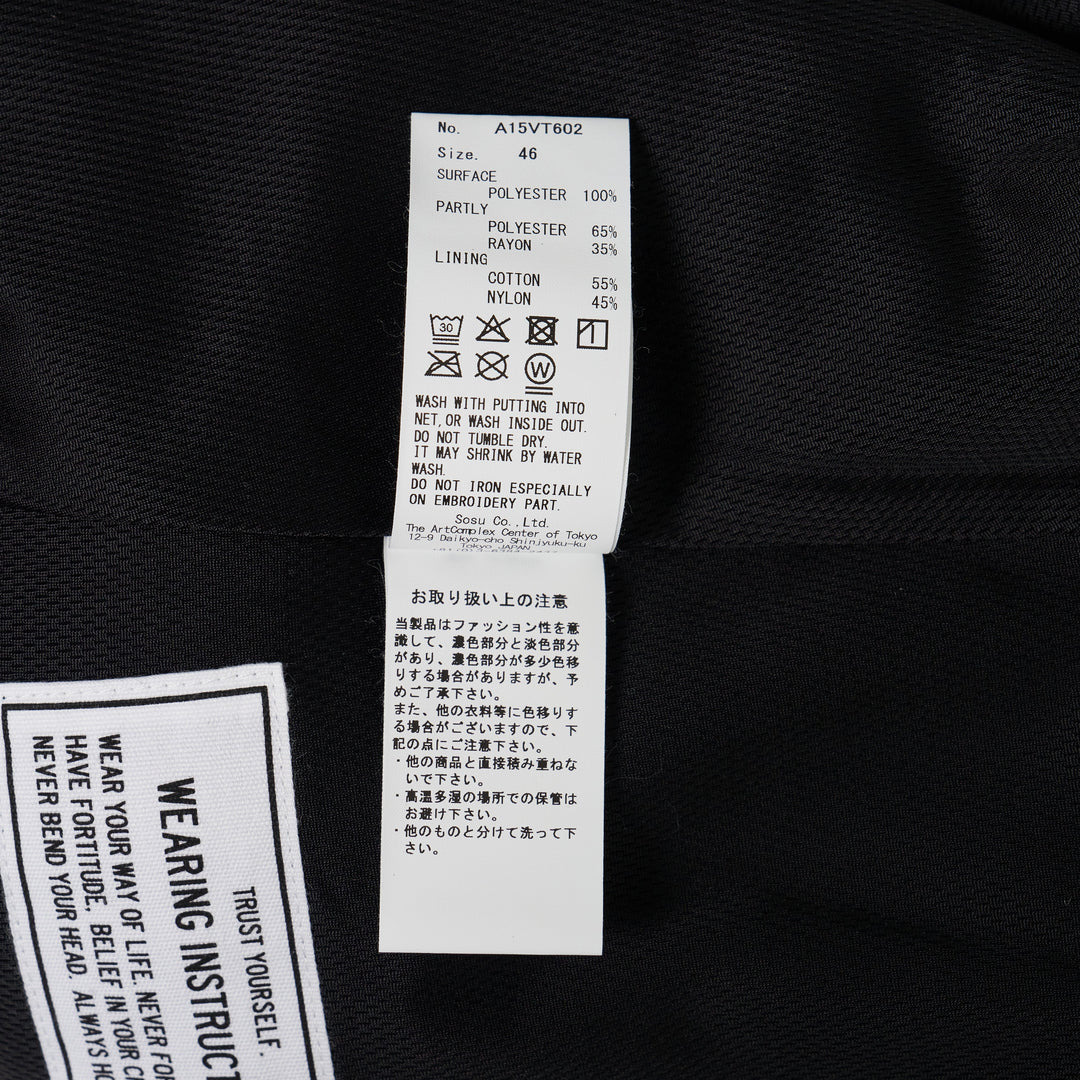 No. A15VT602
Size. 46
SURFACE
POLYESTER 100%
PARTLY
POLYESTER 65%
RAYON 35%
LINING
COTTON 55%
NYLON 45%
30
W
WASH WITH PUTTING INTO
NET, OR WASH INSIDE OUT.
DO NOT TUMBLE DRY.
IT MAY SHRINK BY WATER
WASH.
DO NOT IRON ESPECIALLY
ON EMBROIDERY PART.
Sosu Co.,Ltd.
The ArtComplex Center of Tokyo
12-9 Daikyo-cho Shinjyuku-ku
Tokyo JAPAN
お取り扱い上の注意
当製品はファッション性を意
識して、濃色部分と淡色部分
があり、濃色部分が多少色移
りする場合がありますが、予
めご了承下さい。
また、他の衣料等に色移りす
る場合がございますので、下
記の点にご注意下さい。
・他の商品と直接積み重ねな
いで下さい。
・高温多湿の場所での保管は
お避け下さい。
・他のものと分けて洗って下
さい。
TRUST YOURSELF.
WEARING INSTRUCT
WEAR YOUR WAY OF LIFE. NEVER FOR
HAVE FORTITUDE, BELIEF IN YOUR
NEVER BEND YOUR HEAD. ALWAYS